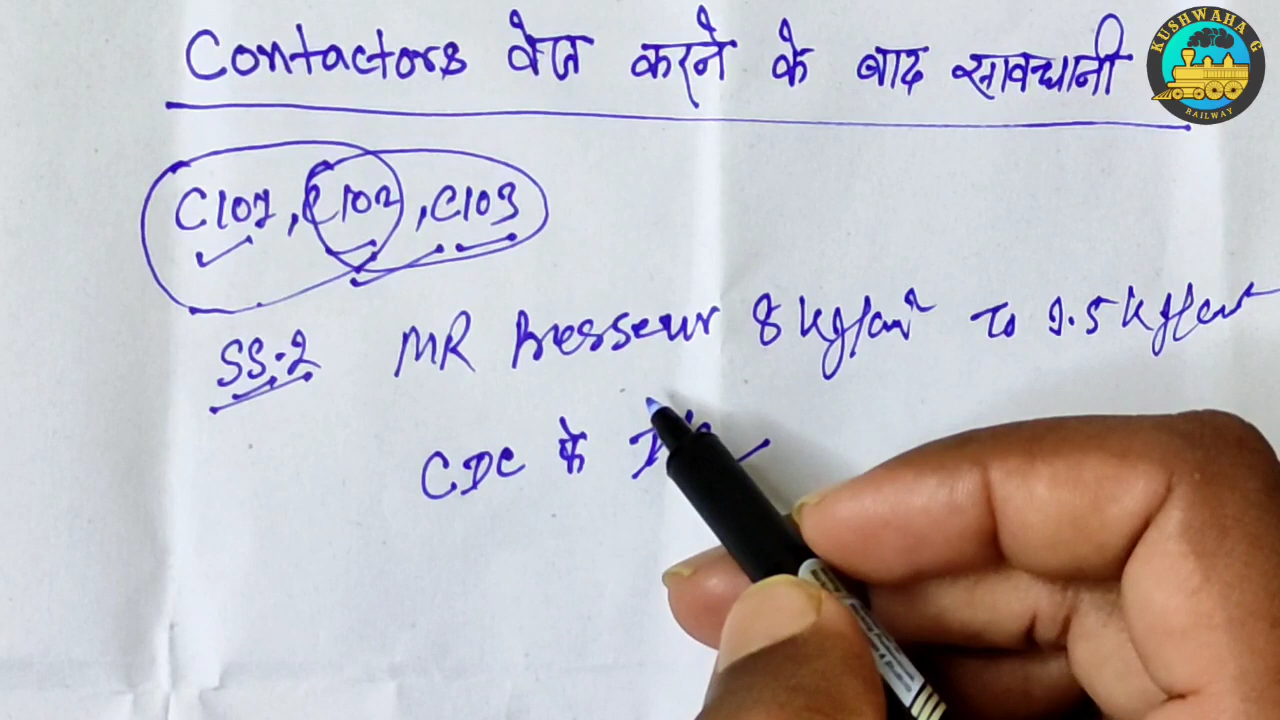 Contactors वेज करने के बाद सावधानी
KUSHWAHA G
RAILWAY
C107, C102, C103
SS-2 MR Presseur 8 kg/cm² To 9.5 kg/cm²
CDC के